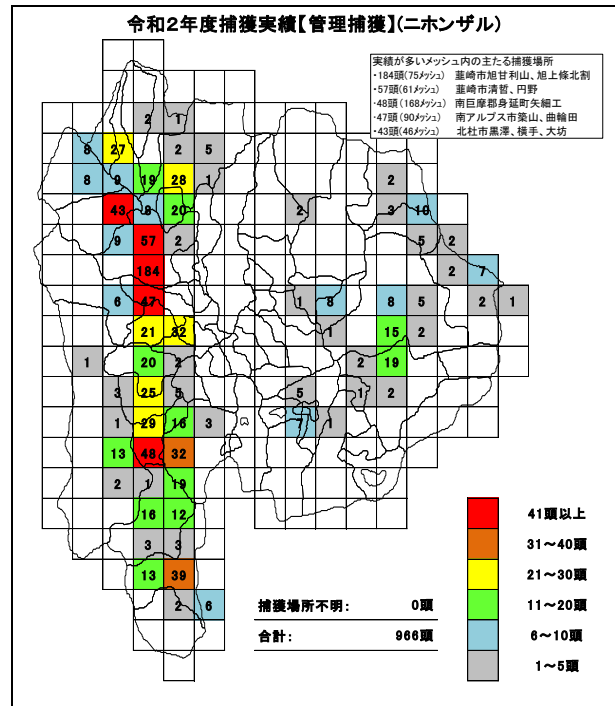 令和２年度捕獲実績【管理捕獲】(ニホンザル)
実績が多いメッシュ内の主たる捕獲場所
・184頭(75メッシュ) 韮崎市旭甘利山、旭上條北割
・57頭(61メッシュ) 韮崎市清哲、円野
・48頭(168メッシュ) 南巨摩郡身延町矢細工
・47頭(90メッシュ) 南アルプス市築山、曲輪田
・43頭(46メッシュ) 北杜市黒澤、横手、大坊
2 1
8 27 2 5
8 9 19 28 1 2
43 8 20 2 3 10
9 57 2 5 2
184 2 7
6 47 1 8 8 5 2 1
21 32 1 15 2
1 20 2 2 19
3 25 5 5 1 2
1 29 16 3 7 1
13 48 32
2 1 19
16 12
3 3
13 39
2 6
41頭以上
31～40頭
21～30頭
11～20頭
6～10頭
1～5頭
捕獲場所不明: 0頭
合計: 966頭